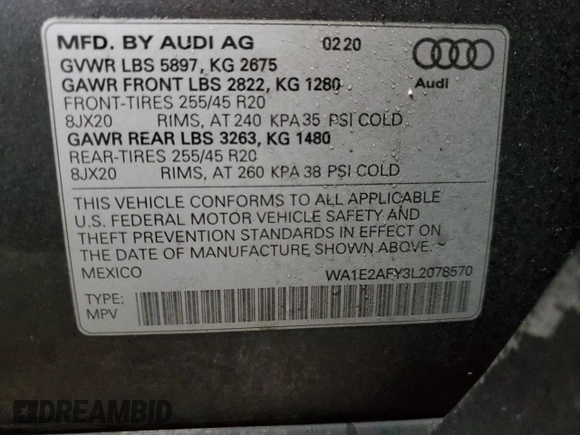 MFD. BY AUDI AG 02 20
GVWR LBS 5897, KG 2675
GAWR FRONT LBS 2822, KG 1280
Audi
FRONT-TIRES 255/45 R20
8JX20 RIMS, AT 240 KPA 35 PSI COLD
GAWR REAR LBS 3263, KG 1480
REAR-TIRES 255/45 R20
8JX20 RIMS, AT 260 KPA 38 PSI COLD
THIS VEHICLE CONFORMS TO ALL APPLICABLE
U.S. FEDERAL MOTOR VEHICLE SAFETY AND
THEFT PREVENTION STANDARDS IN EFFECT ON
THE DATE OF MANUFACTURE SHOWN ABOVE.
MEXICO WA1E2AFY3L2078570
TYPE:
MPV
DREAMBID